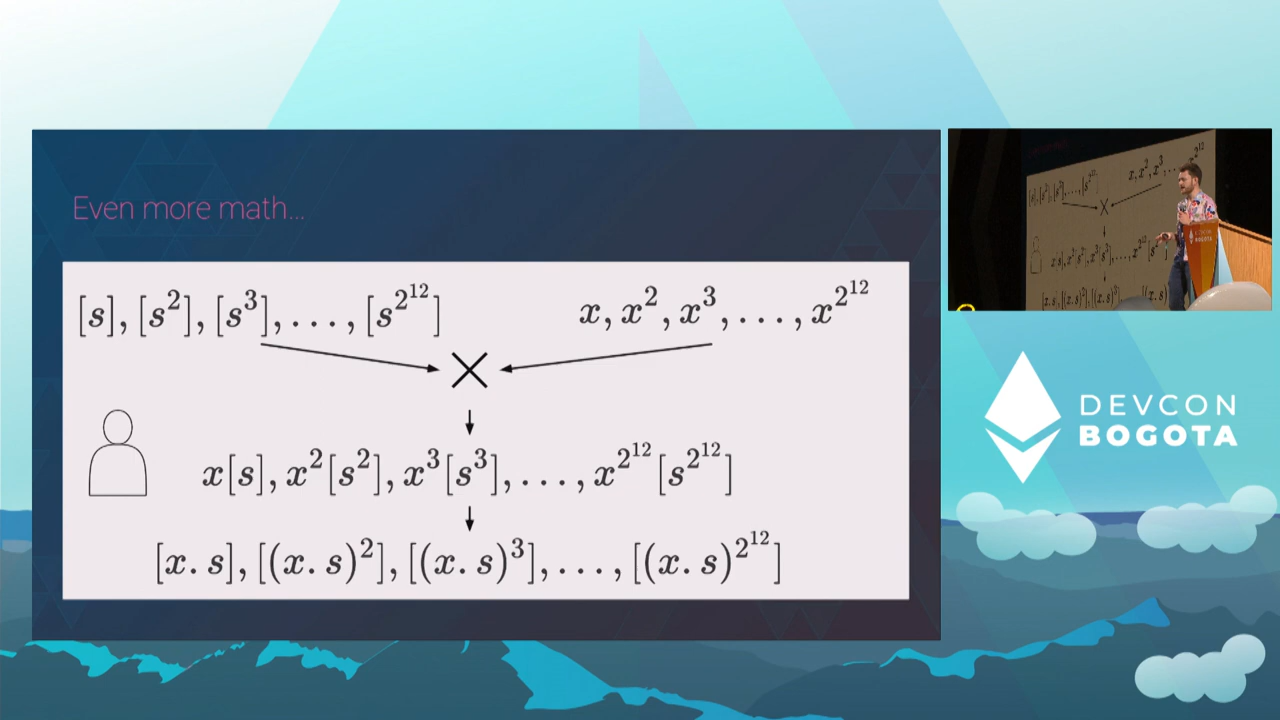 Even more math...
[s], [s^2], [s^3], . . . , [s^{2^{12}}]
x, x^2, x^3, . . . , x^{2^{12}}
×
x[s], x^2[s^2], x^3[s^3], . . . , x^{2^{12}}[s^{2^{12}}]
[x. s], [(x. s)^2], [(x. s)^3], . . . , [(x. s)^{2^{12}}]
DEVCON
BOGOTA